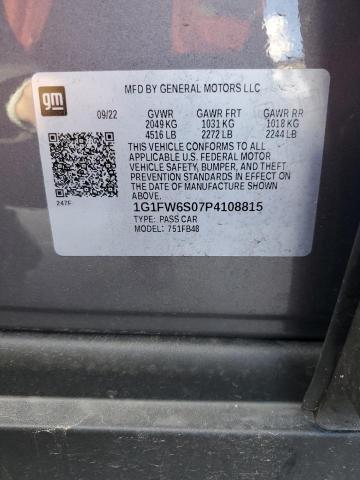 gm
MFD BY GENERAL MOTORS LLC
09/22 GVWR GAWR FRT GAWR RR
2049 KG 1031 KG 1018 KG
4516 LB 2272 LB 2244 LB
THIS VEHICLE CONFORMS TO ALL
APPLICABLE U.S. FEDERAL MOTOR
VEHICLE SAFETY, BUMPER, AND THEFT
PREVENTION STANDARDS IN EFFECT ON
THE DATE OF MANUFACTURE SHOWN
ABOVE.
247F 1G1FW6S07P4108815
TYPE: PASS CAR
751FB48